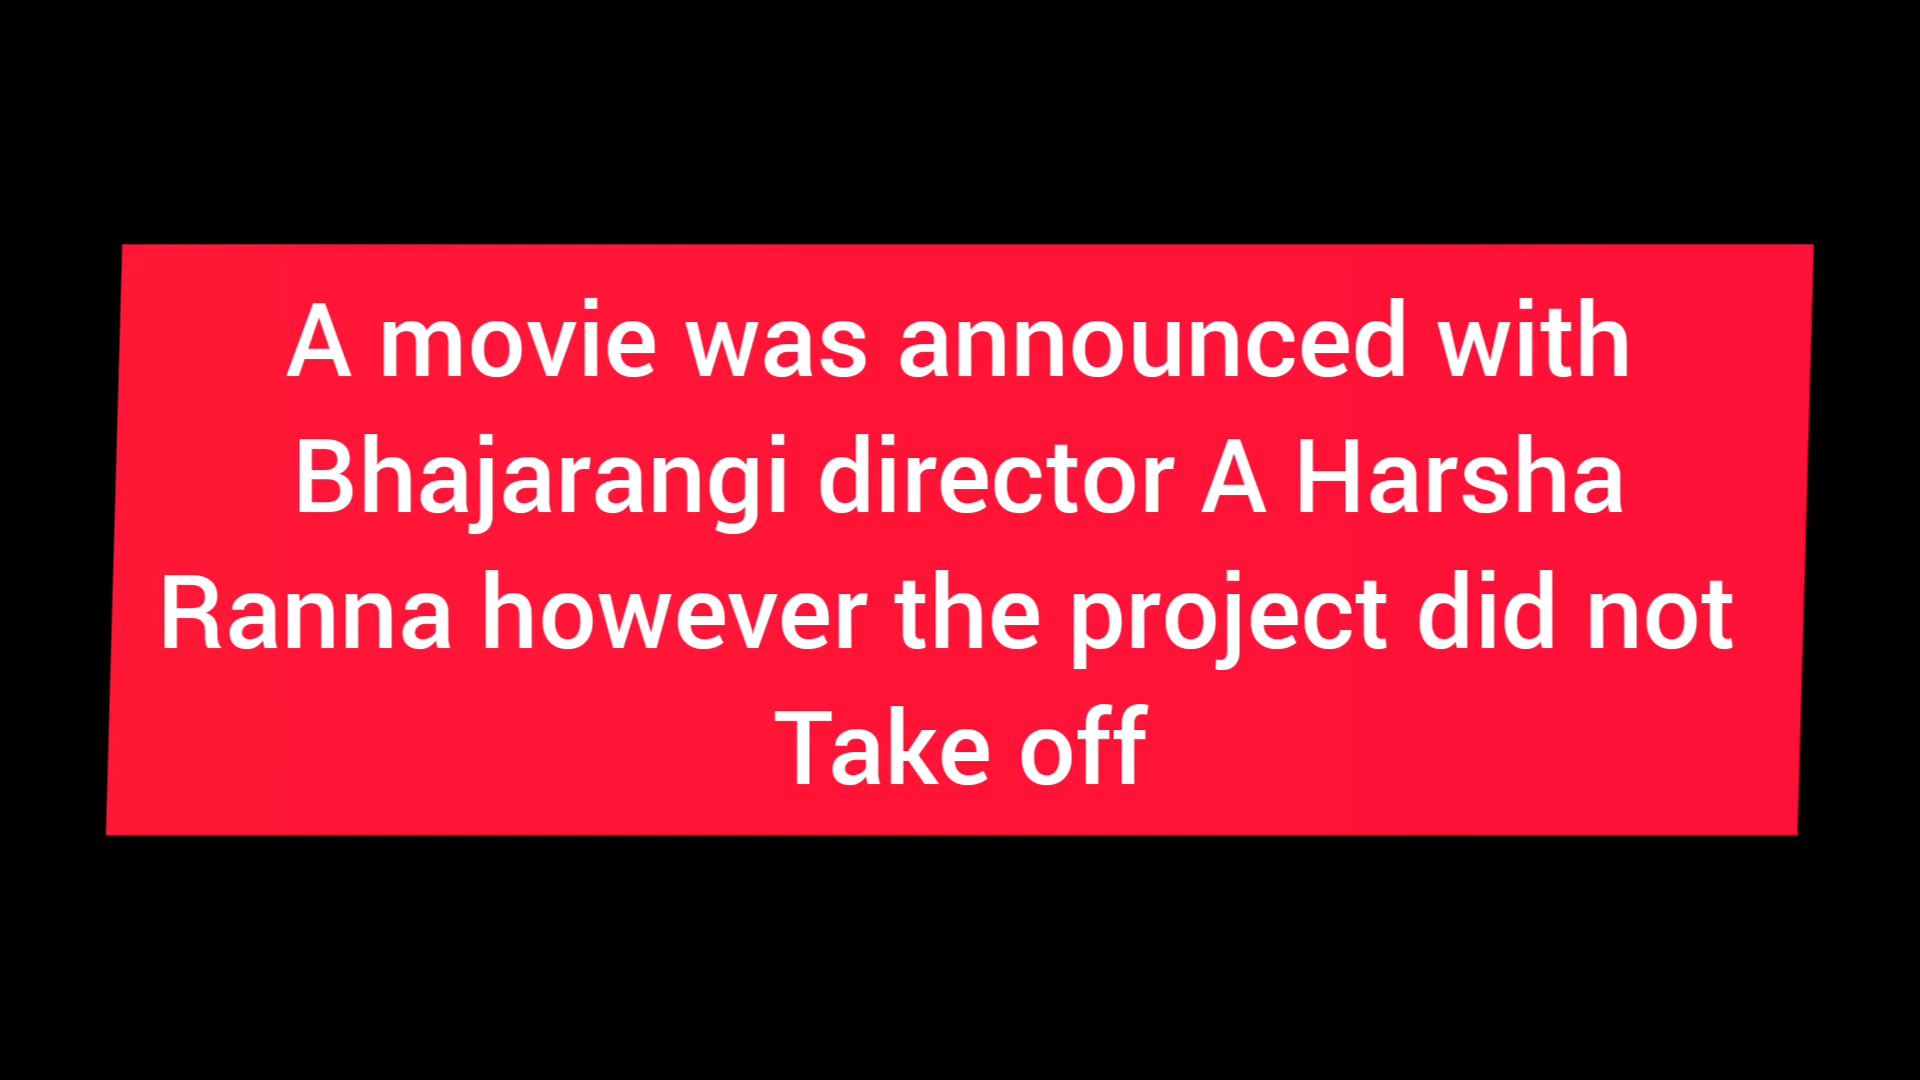 A movie was announced with
Bhajarangi director A Harsha
Ranna however the project did not
Take off